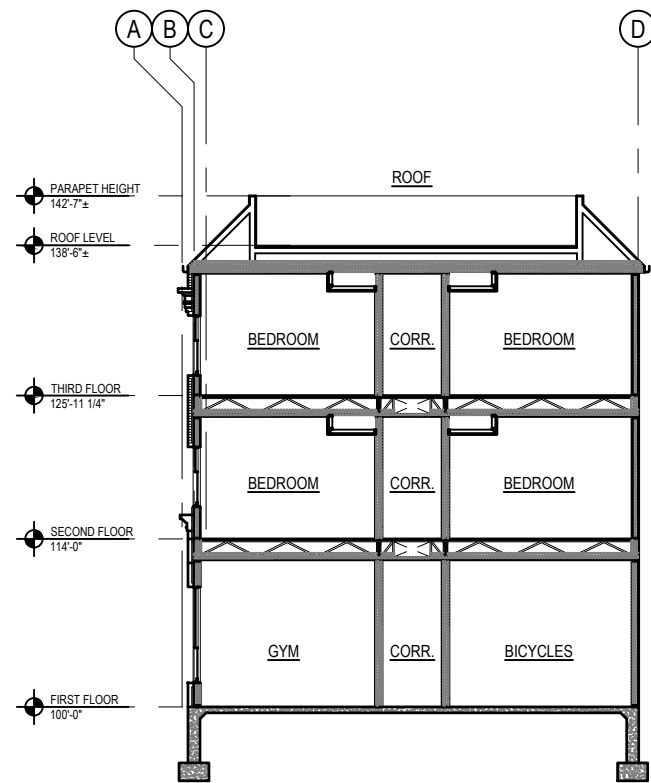 A B C D
ROOF
PARAPET HEIGHT
142'-7"±
ROOF LEVEL
138'-6"±
BEDROOM CORR. BEDROOM
THIRD FLOOR
125'-11 1/4"
BEDROOM CORR. BEDROOM
SECOND FLOOR
114'-0"
GYM CORR. BICYCLES
FIRST FLOOR
100'-0"